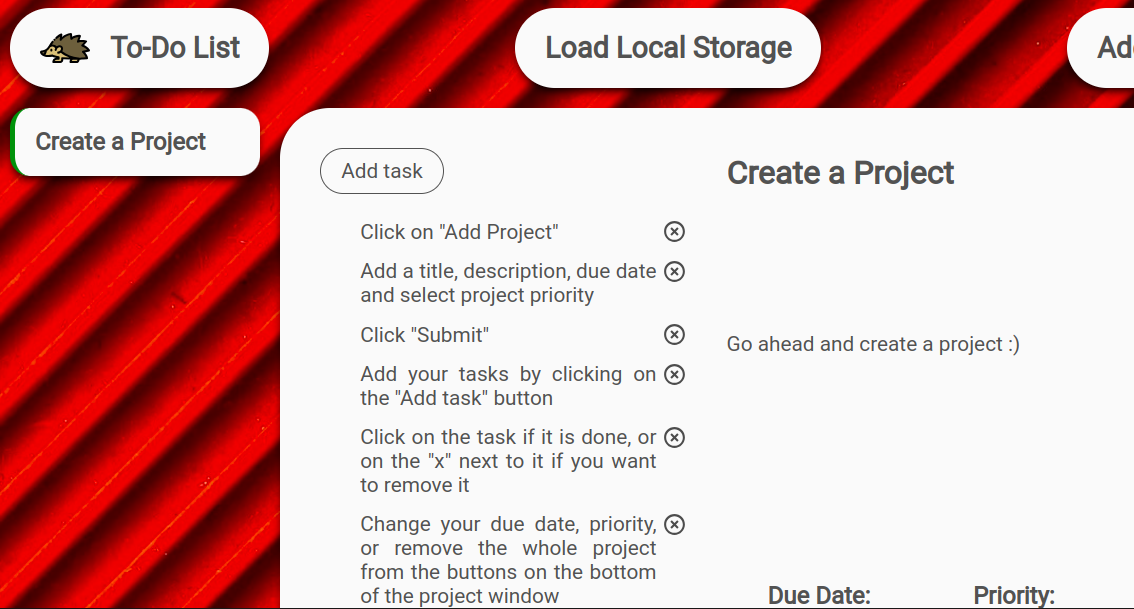 To-Do List
Load Local Storage
Create a Project
Add task
Create a Project
Click on "Add Project"
Add a title, description, due date
and select project priority
Click "Submit"
Add your tasks by clicking on
the "Add task" button
Click on the task if it is done, or
on the "x" next to it if you want
to remove it
Change your due date, priority,
or remove the whole project
from the buttons on the bottom
of the project window
Go ahead and create a project :)
Due Date:
Priority: